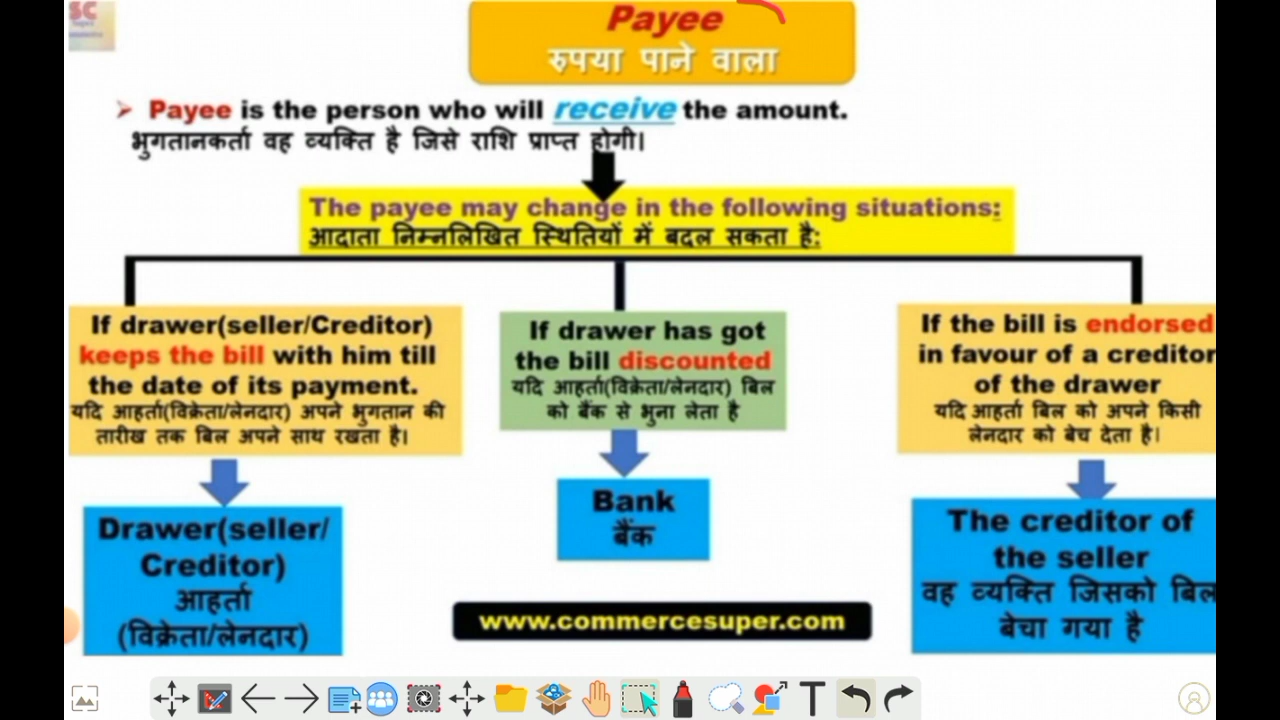 SC
Payee
रुपया पाने वाला
Payee is the person who will receive the amount.
भुगतानकर्ता वह व्यक्ति है जिसे राशि प्राप्त होगी।
The payee may change in the following situations:
आदाता निम्नलिखित स्थितियों में बदल सकता है:
If drawer(seller/Creditor)
keeps the bill with him till
the date of its payment.
यदि आहर्ता(विक्रेता/लेनदार) अपने भुगतान की
तारीख तक बिल अपने साथ रखता है।
Drawer(seller/
Creditor)
आहर्ता
(विक्रेता/लेनदार)
If drawer has got
the bill discounted
यदि आहर्ता(विक्रेता/लेनदार) बिल
को बैंक से भुना लेता है
Bank
बैंक
If the bill is endorsed
in favour of a creditor
of the drawer
यदि आहर्ता बिल को अपने किसी
लेनदार को बेच देता है।
The creditor of
the seller
वह व्यक्ति जिसको बिल
बेचा गया है
www.commercesuper.com